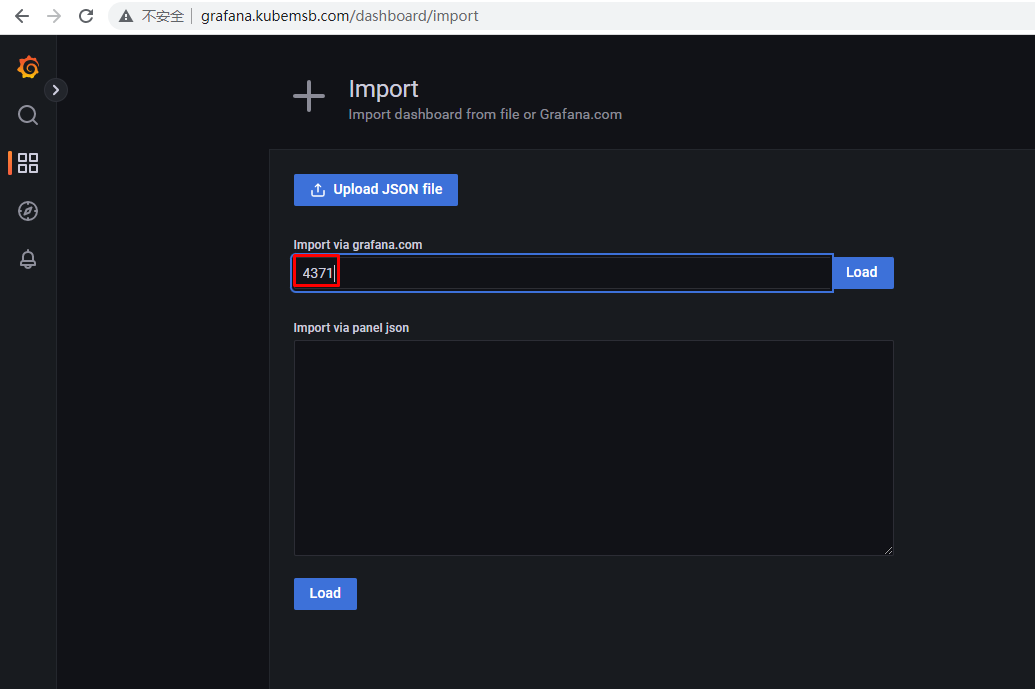 不安全 grafana.kubemsb.com/dashboard/import
Import
Import dashboard from file or Grafana.com
Upload JSON file
Import via grafana.com
4371 Load
Import via panel json
Load